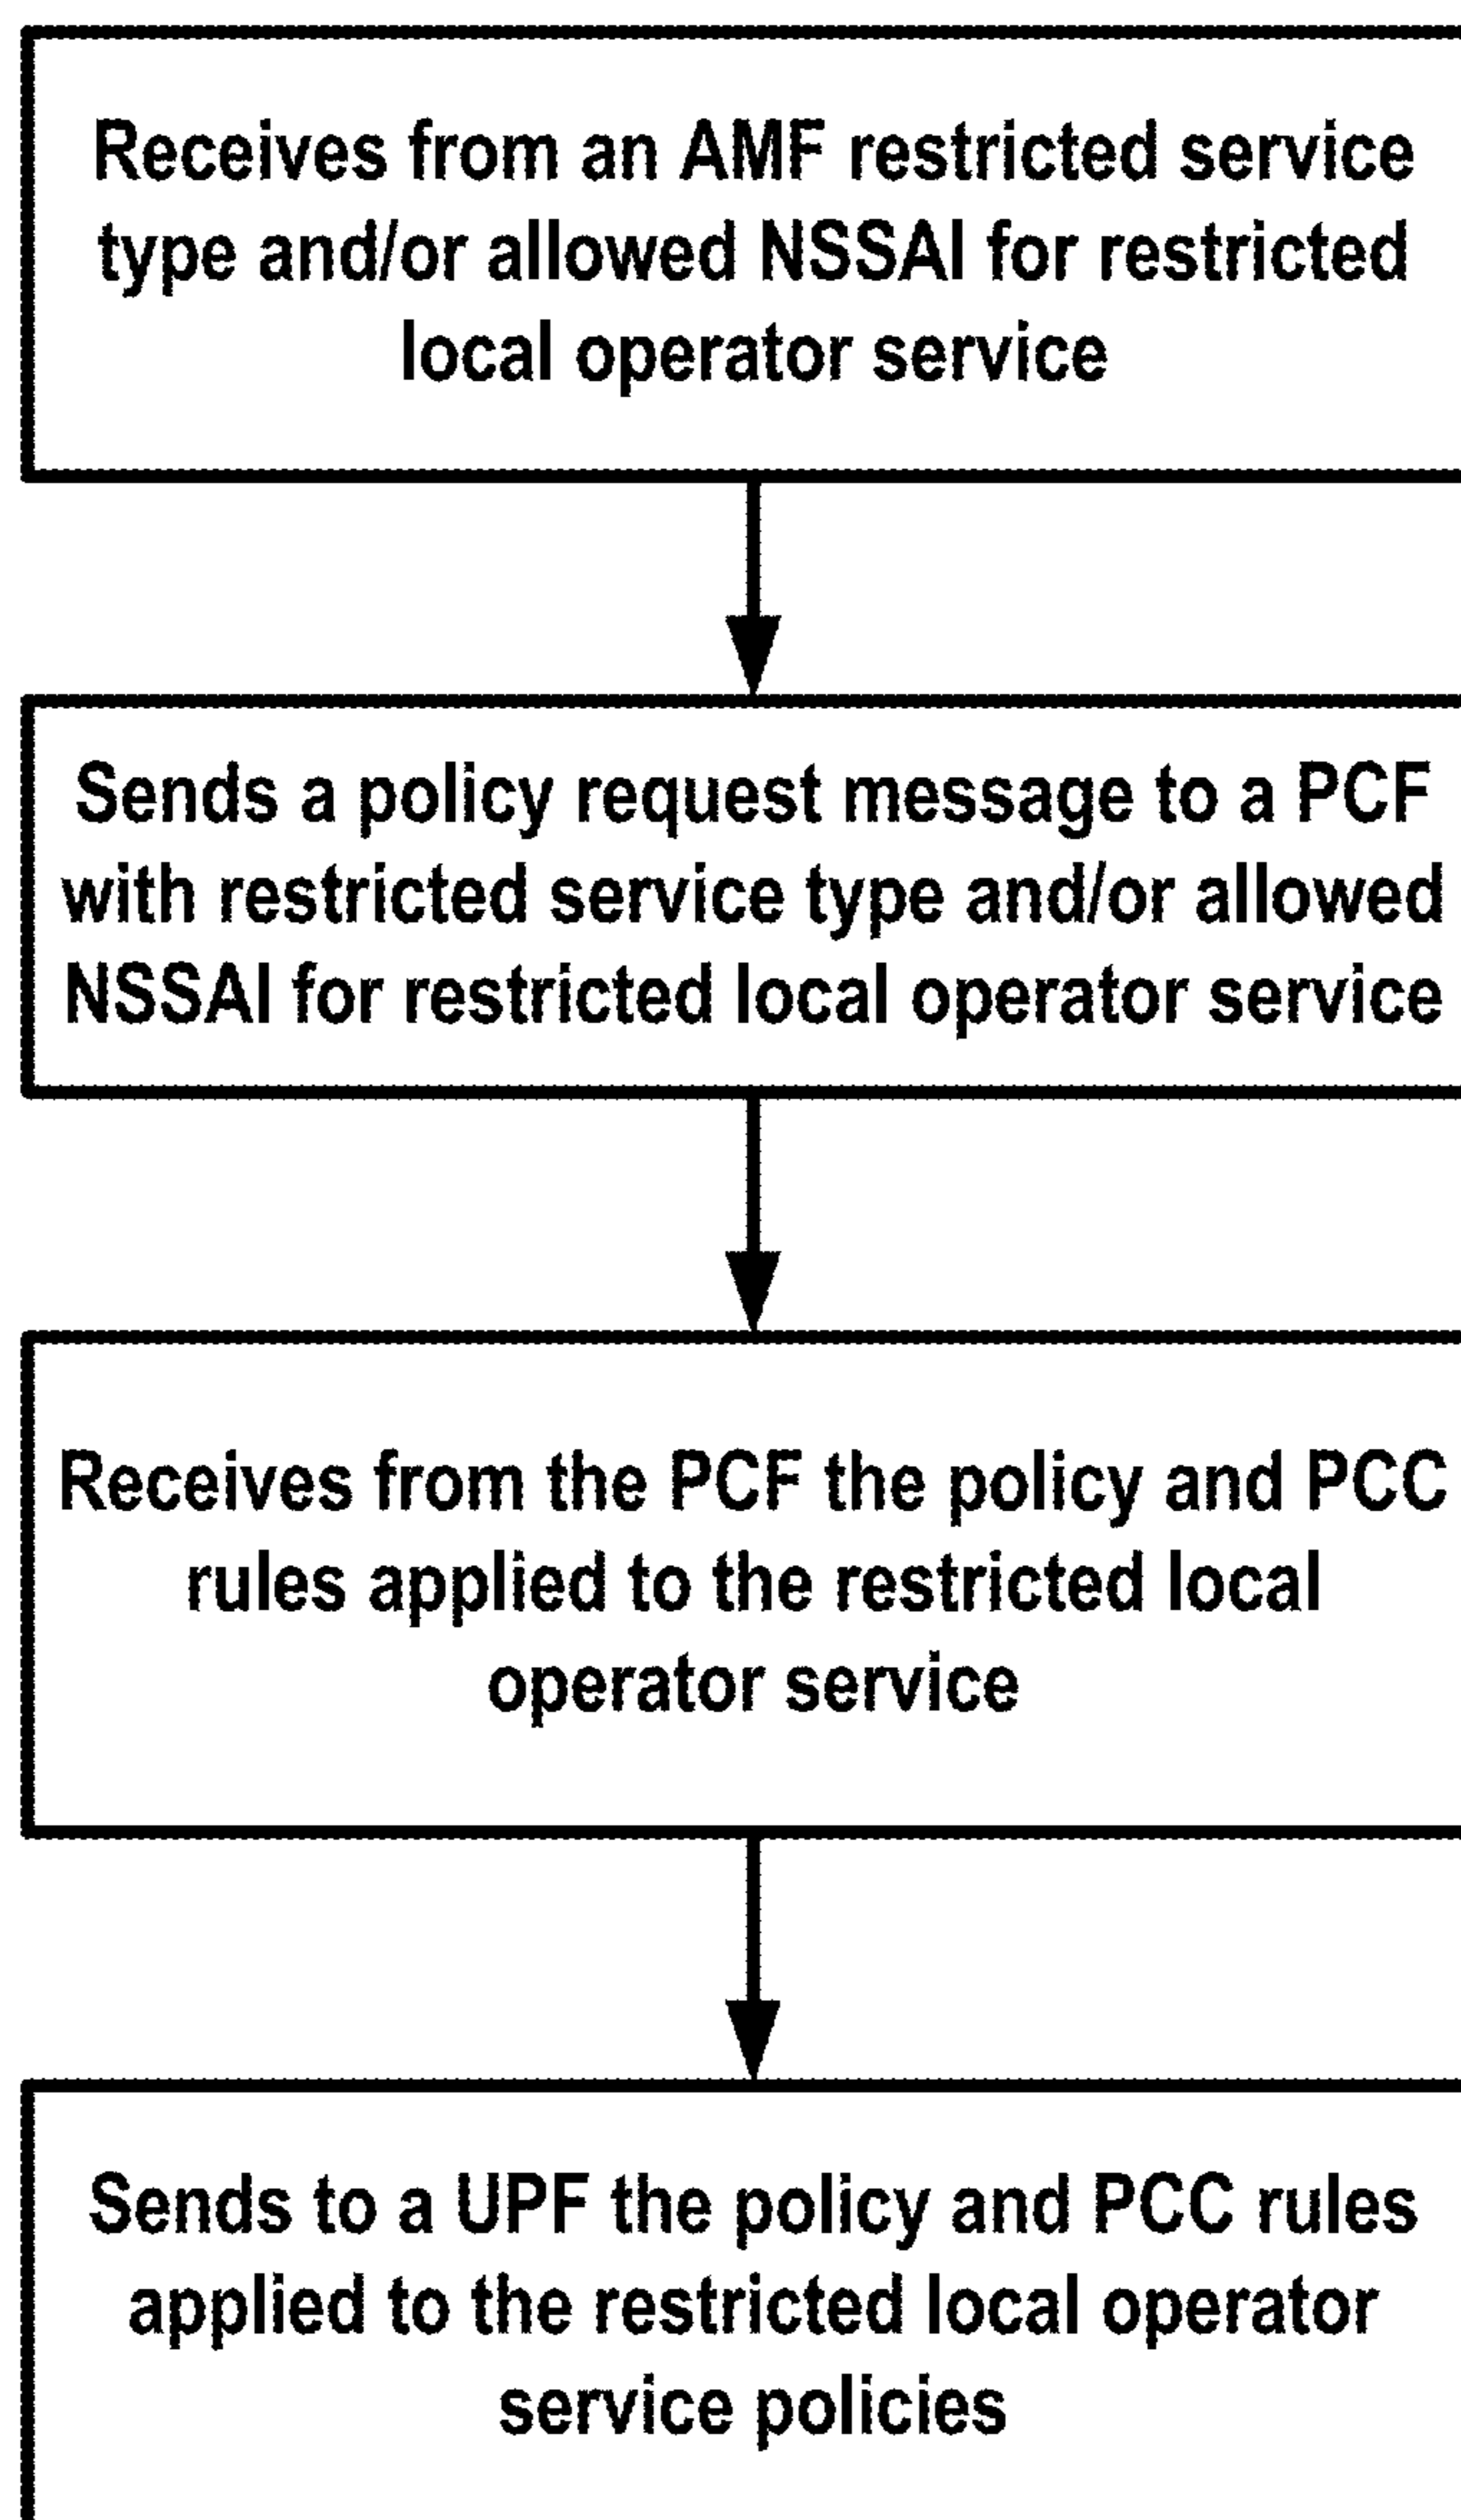 Receives from an AMF restricted service
type and/or allowed NSSAI for restricted
local operator service
Sends a policy request message to a PCF
with restricted service type and/or allowed
NSSAI for restricted local operator service
Receives from the PCF the policy and PCC
rules applied to the restricted local
operator service
Sends to a UPF the policy and PCC rules
applied to the restricted local operator
service policies